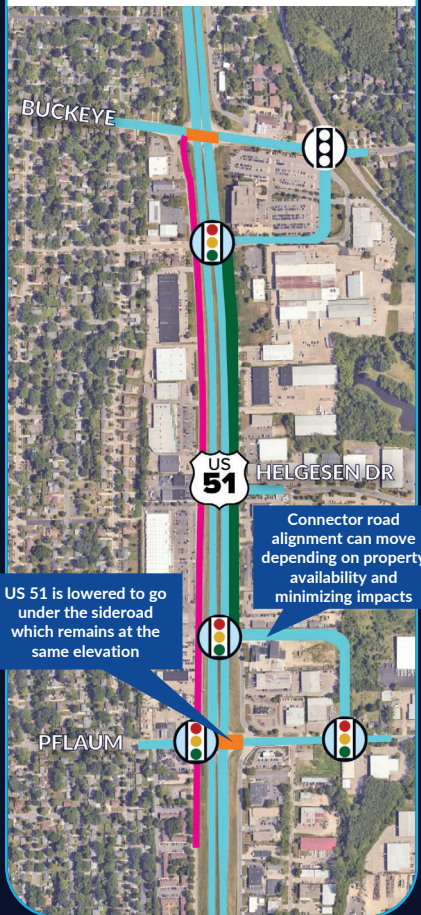 BUCKEYE
US
51
HELGESEN DR
Connector road
alignment can move
depending on property
availability and
minimizing impacts
US 51 is lowered to go
under the sideroad
which remains at the
same elevation
PFLAUM